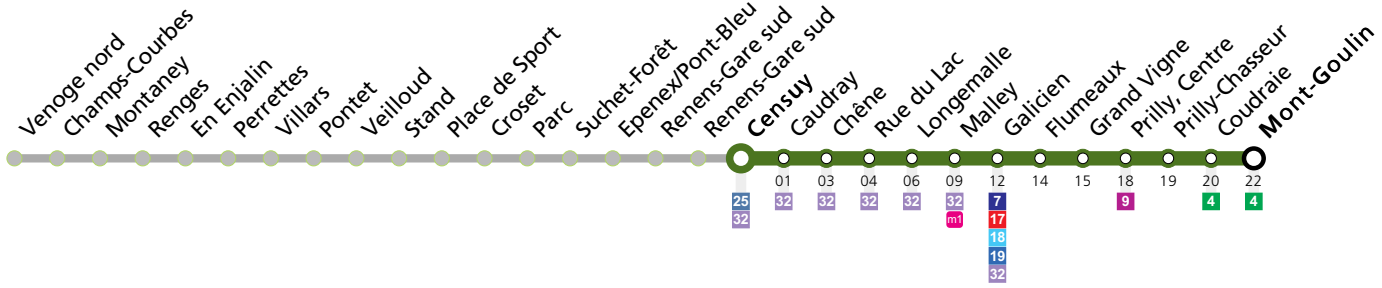 Venoge nord
Champs-Courbes
Montaney
Renges
En Enjalin
Perrettes
Villars
Pontet
Veilloud
Stand
Place de Sport
Croset
Parc
Suchet-Forêt
Epenex/Pont-Bleu
Renens-Gare sud
Renens-Gare sud
Censuy
Caudray
Chêne
Rue du Lac
Longemalle
Malley
Galicien
Flumeaux
Grand Vigne
Prilly, Centre
Prilly-Chasseur
Coudraie
Mont-Goulin
01 03 04 06 09 12 14 15 18 19 20 22
25 32 32 32 32 32 7 9 4 4
32 m1 17
18
19
32